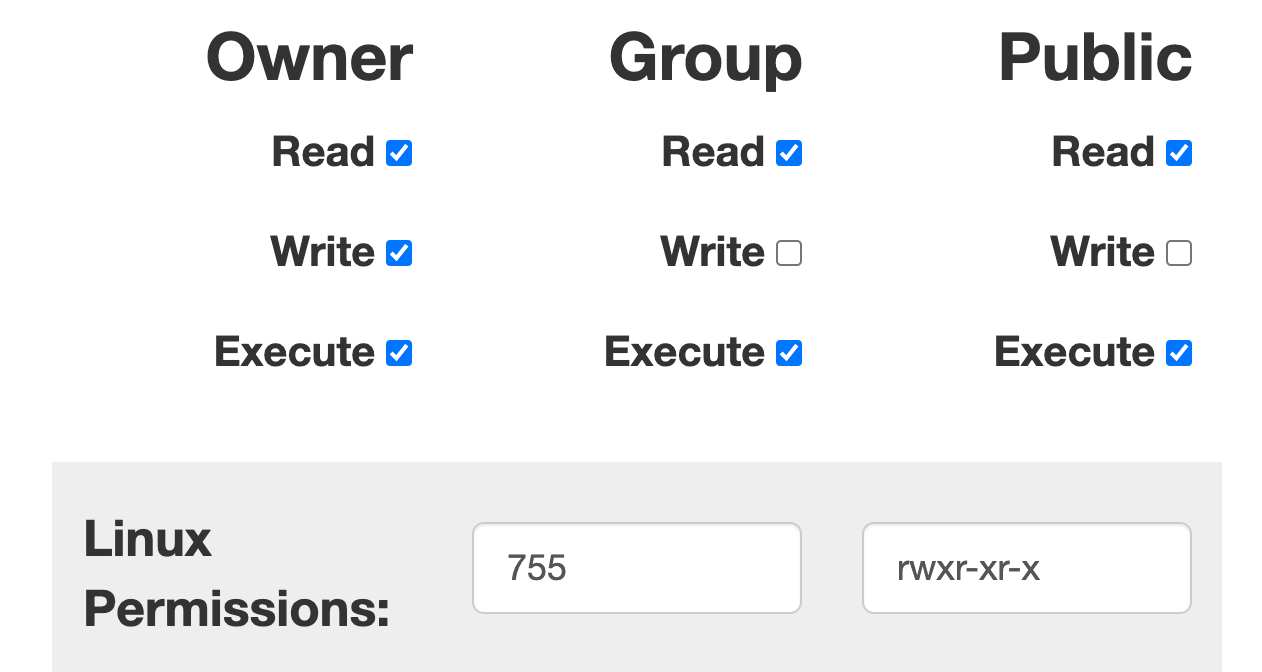 Owner Group Public
Read Read Read
Write Write Write
Execute Execute Execute
Linux
Permissions:
755
rwxr-xr-x